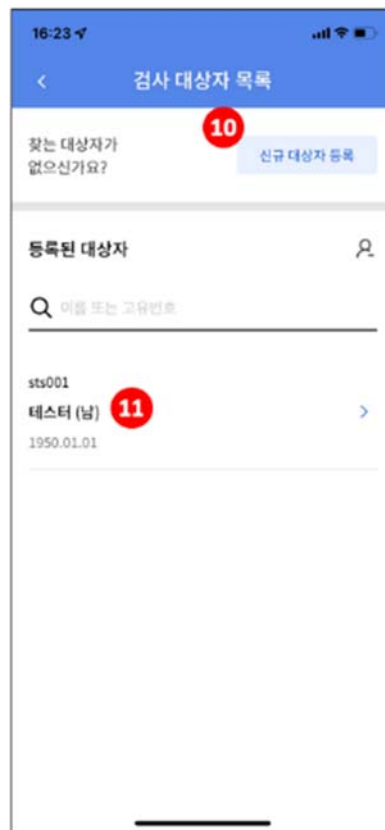 16:23
검사 대상자 목록
10
찾는 대상자가
없으신가요?
신규 대상자 등록
등록된 대상자
이름 또는 고유번호
sts001
테스터 (남)
11
1950.01.01